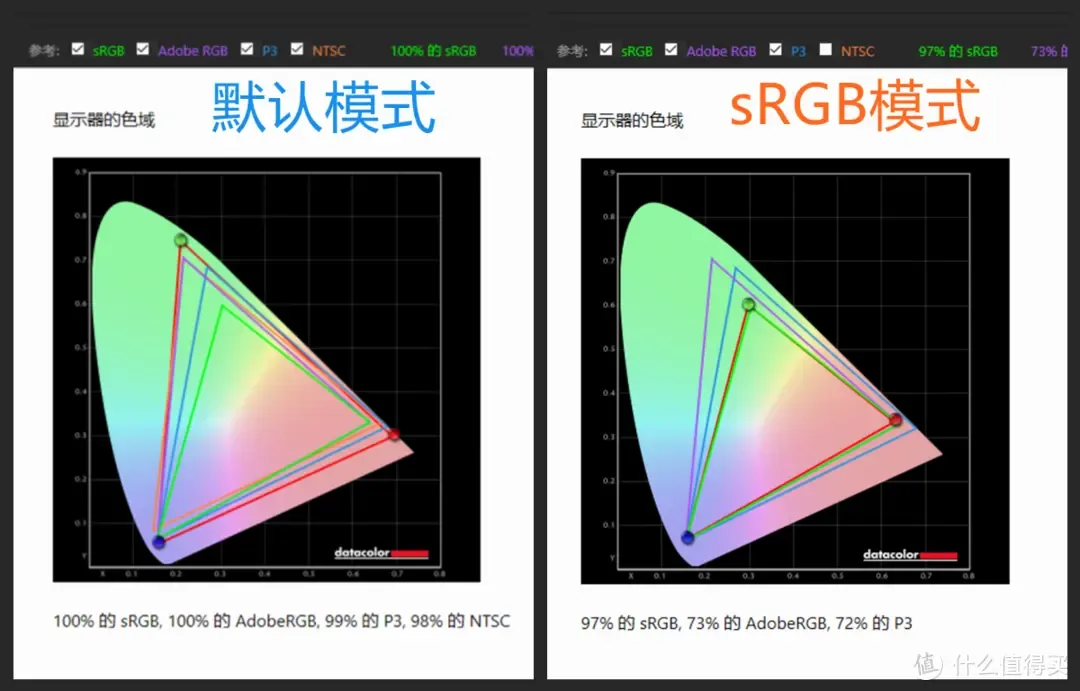 参考: sRGB Adobe RGB P3 NTSC 100% 的 sRGB 100%
默认模式
显示器的色域
0.9
0.8
0.7
0.6
0.5
0.4
0.3
0.2
0.1
Y
X 0.1 0.2 0.3 0.4 0.5 0.6 0.7 0.8
datacolor
100% 的 sRGB, 100% 的 AdobeRGB, 99% 的 P3, 98% 的 NTSC
参考: sRGB Adobe RGB P3 NTSC 97% 的 sRGB 73%
sRGB模式
显示器的色域
0.9
0.8
0.7
0.6
0.5
0.4
0.3
0.2
0.1
Y
X 0.1 0.2 0.3 0.4 0.5 0.6 0.7 0.8
datacolor
97% 的 sRGB, 73% 的 AdobeRGB, 72% 的 P3
值 什么值得买